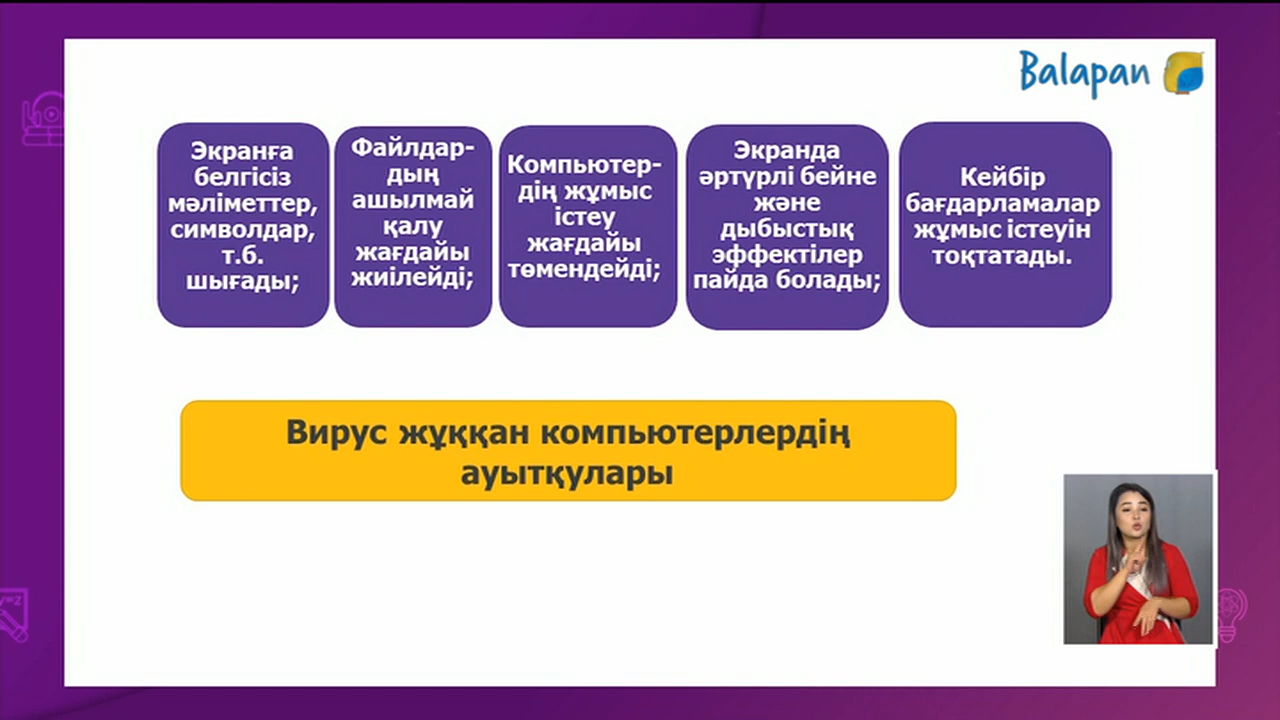 Balapan
Экранға
белгісіз
мәліметтер,
символдар,
т.б.
шығады;
Файлдар-
дың
ашылмай
қалу
жағдайы
жиілейді;
Компьютер-
дің жұмыс
істеу
жағдайы
төмендейді;
Экранда
әртүрлі бейне
және
дыбыстық
эффектілер
пайда болады;
Кейбір
бағдарламалар
жұмыс істеуін
тоқтатады.
Вирус жұққан компьютерлердің
ауытқулары